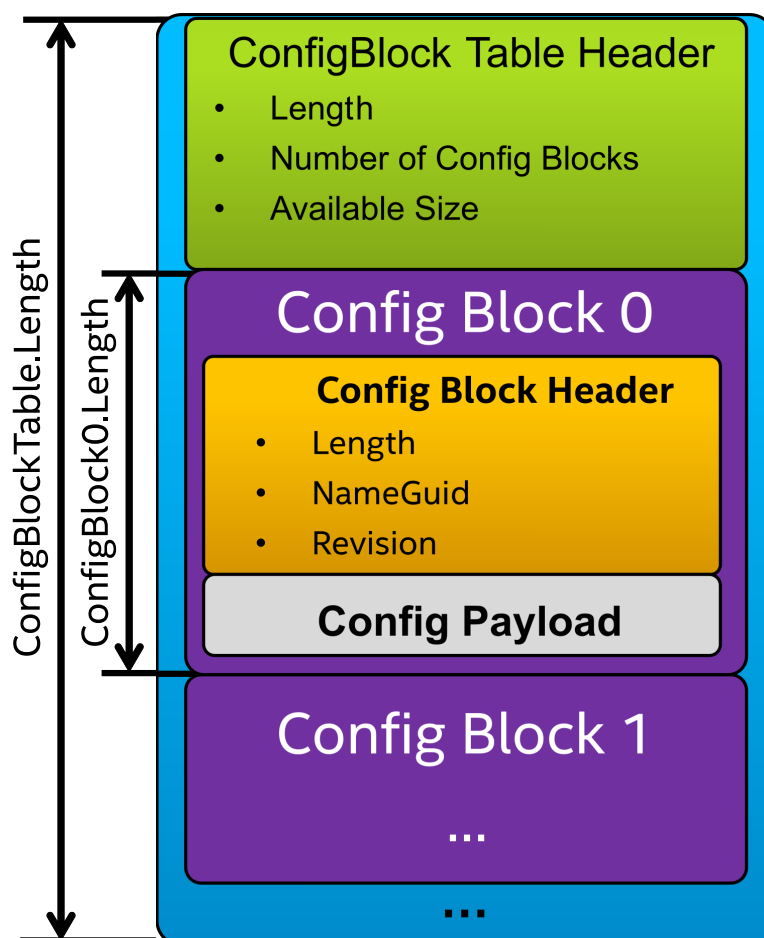 ConfigBlock Table Header
• Length
• Number of Config Blocks
• Available Size
ConfigBlockTable.Length
ConfigBlock0.Length
Config Block 0
Config Block Header
• Length
• NameGuid
• Revision
Config Payload
Config Block 1
...
...